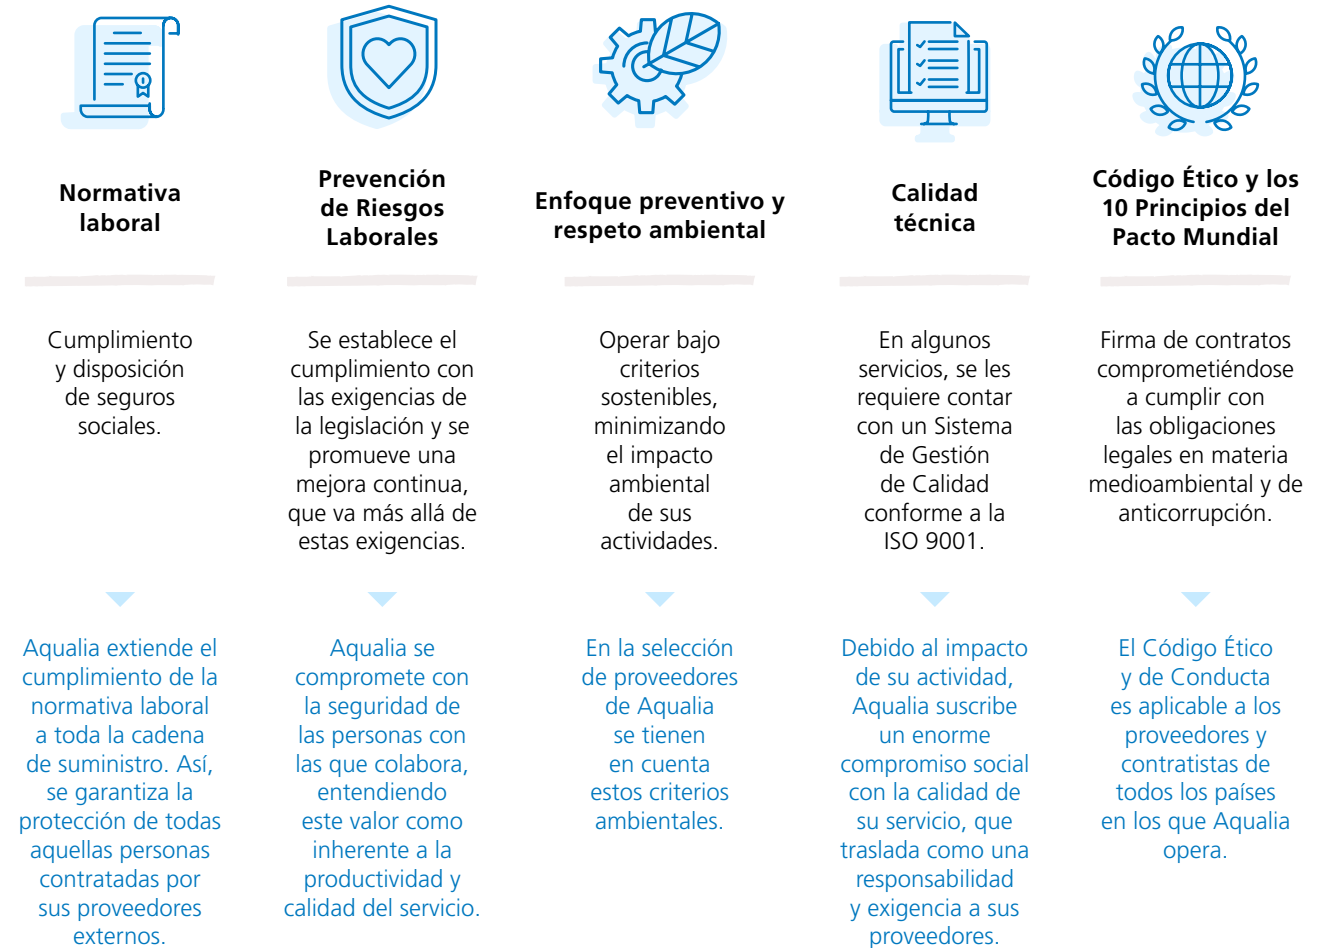 Normativa
laboral
Cumplimiento
y disposición
de seguros
sociales.
Aqualia extiende el
cumplimiento de la
normativa laboral
a toda la cadena
de suministro. Así,
se garantiza la
protección de todas
aquellas personas
contratadas por
sus proveedores
externos.
Prevención
de Riesgos
Laborales
Se establece el
cumplimiento con
las exigencias de
la legislación y se
promueve una
mejora continua,
que va más allá de
estas exigencias.
Aqualia se
compromete con
la seguridad de
las personas con
las que colabora,
entendiendo
este valor como
inherente a la
productividad y
calidad del servicio.
Enfoque preventivo y
respeto ambiental
Operar bajo
criterios
sostenibles,
minimizando
el impacto
ambiental
de sus
actividades.
En la selección
de proveedores
de Aqualia
se tienen
en cuenta
estos criterios
ambientales.
Calidad
técnica
En algunos
servicios, se les
requiere contar
con un Sistema
de Gestión
de Calidad
conforme a la
ISO 9001.
Debido al impacto
de su actividad,
Aqualia suscribe
un enorme
compromiso social
con la calidad de
su servicio, que
traslada como una
responsabilidad
y exigencia a sus
proveedores.
Código Ético y los
10 Principios del
Pacto Mundial
Firma de contratos
comprometiéndose
a cumplir con
las obligaciones
legales en materia
medioambiental y de
anticorrupción.
El Código Ético
y de Conducta
es aplicable a los
proveedores y
contratistas de
todos los países
en los que Aqualia
opera.